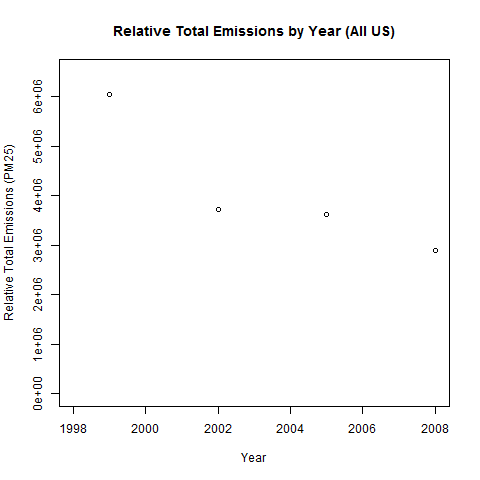 Relative Total Emissions by Year (All US)
Relative Total Emissions (PM25)
6e+06
5e+06
4e+06
3e+06
2e+06
1e+06
0e+00
1998 2000 2002 2004 2006 2008
Year